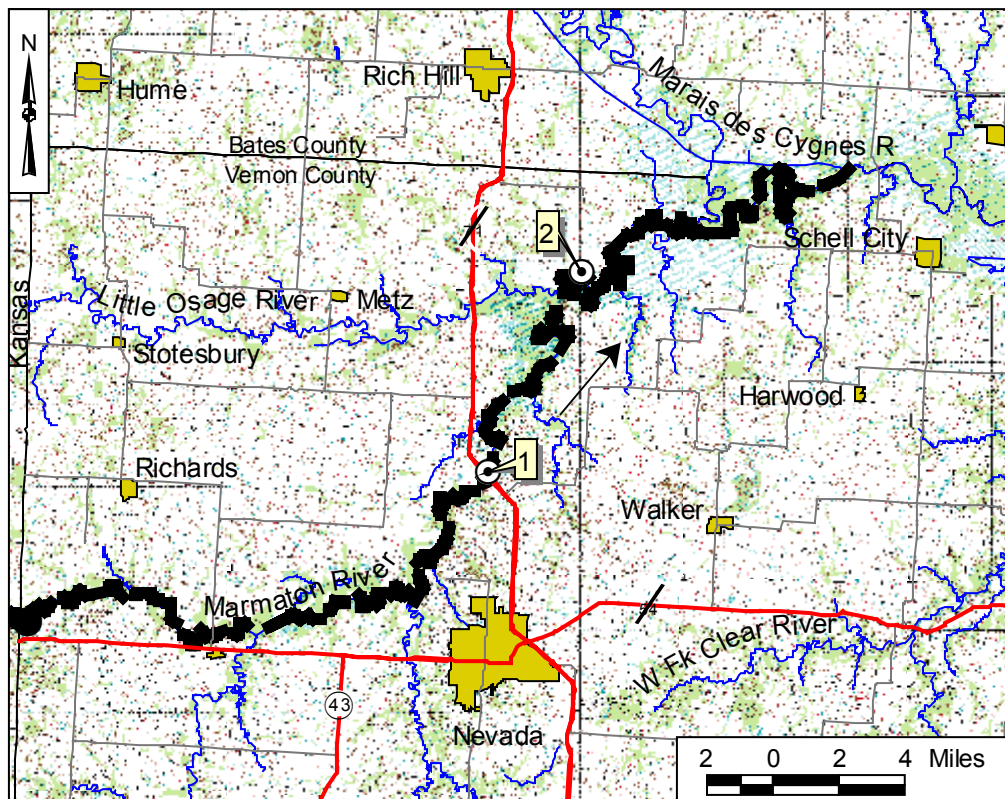 N
Rich Hill
Hume
Marais des Cygnes R
Bates County
Vernon County
2
Schell City
Kansas
Little Osage River
Metz
Stotesbury
Harwood
1
Richards
Walker
Marmaton River
54
W Fk Clear River
43
Nevada
2 0 2 4 Miles